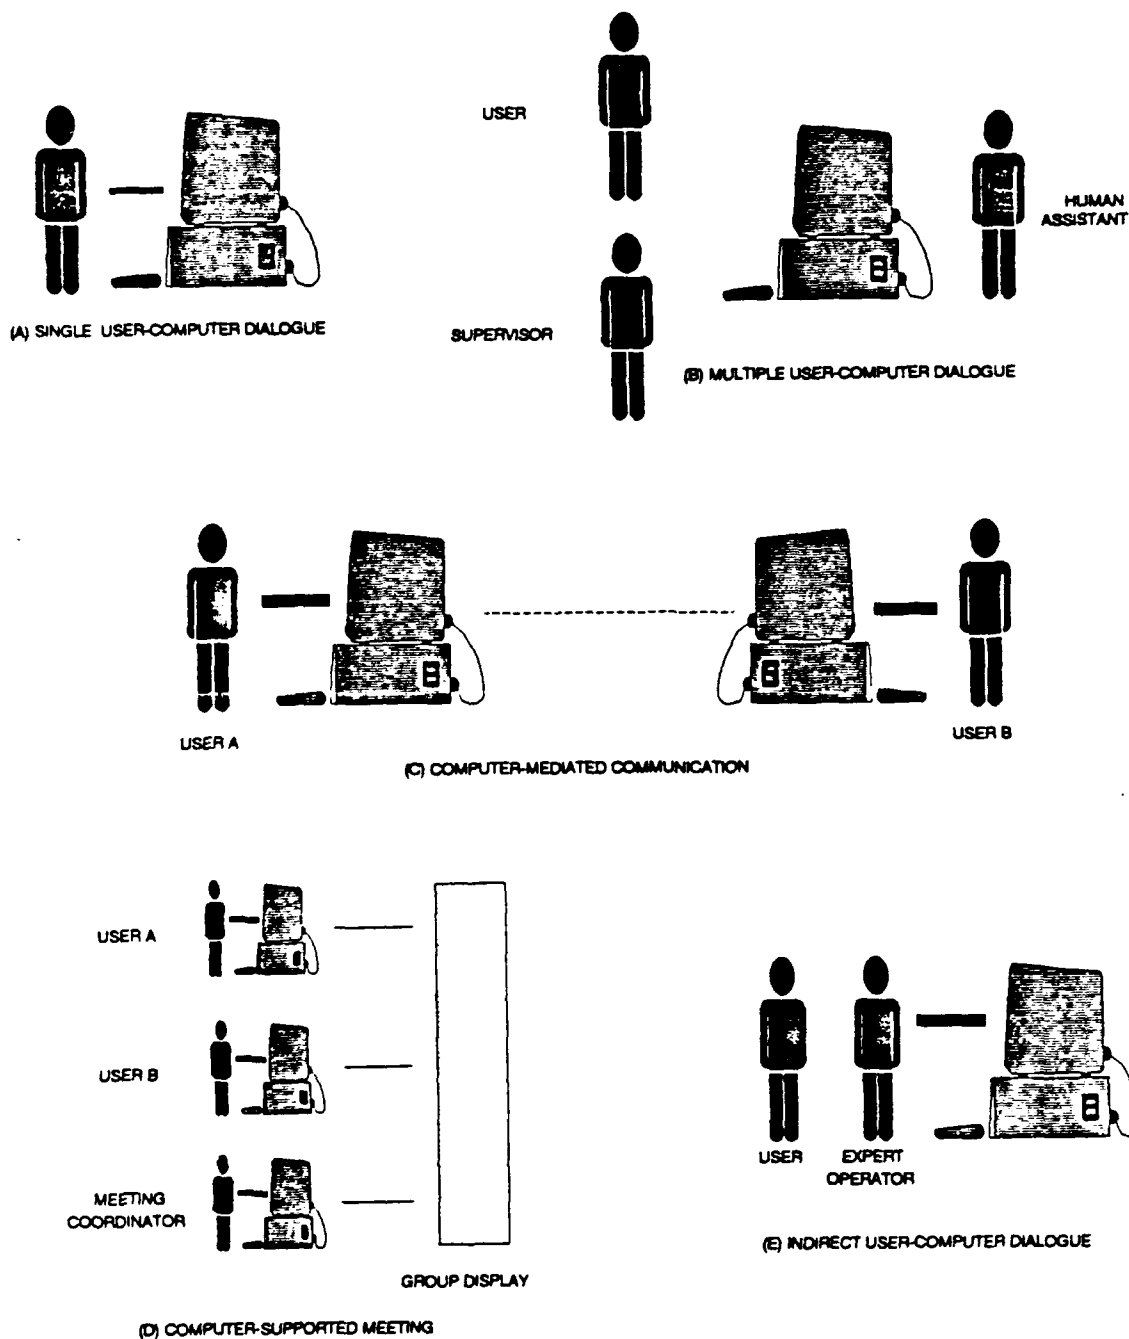 USER
HUMAN
ASSISTANT
(A) SINGLE USER-COMPUTER DIALOGUE
SUPERVISOR
(B) MULTIPLE USER-COMPUTER DIALOGUE
USER A
USER B
(C) COMPUTER-MEDIATED COMMUNICATION
USER A
USER B
MEETING
COORDINATOR
GROUP DISPLAY
(D) COMPUTER-SUPPORTED MEETING
USER
EXPERT
OPERATOR
(E) INDIRECT USER-COMPUTER DIALOGUE